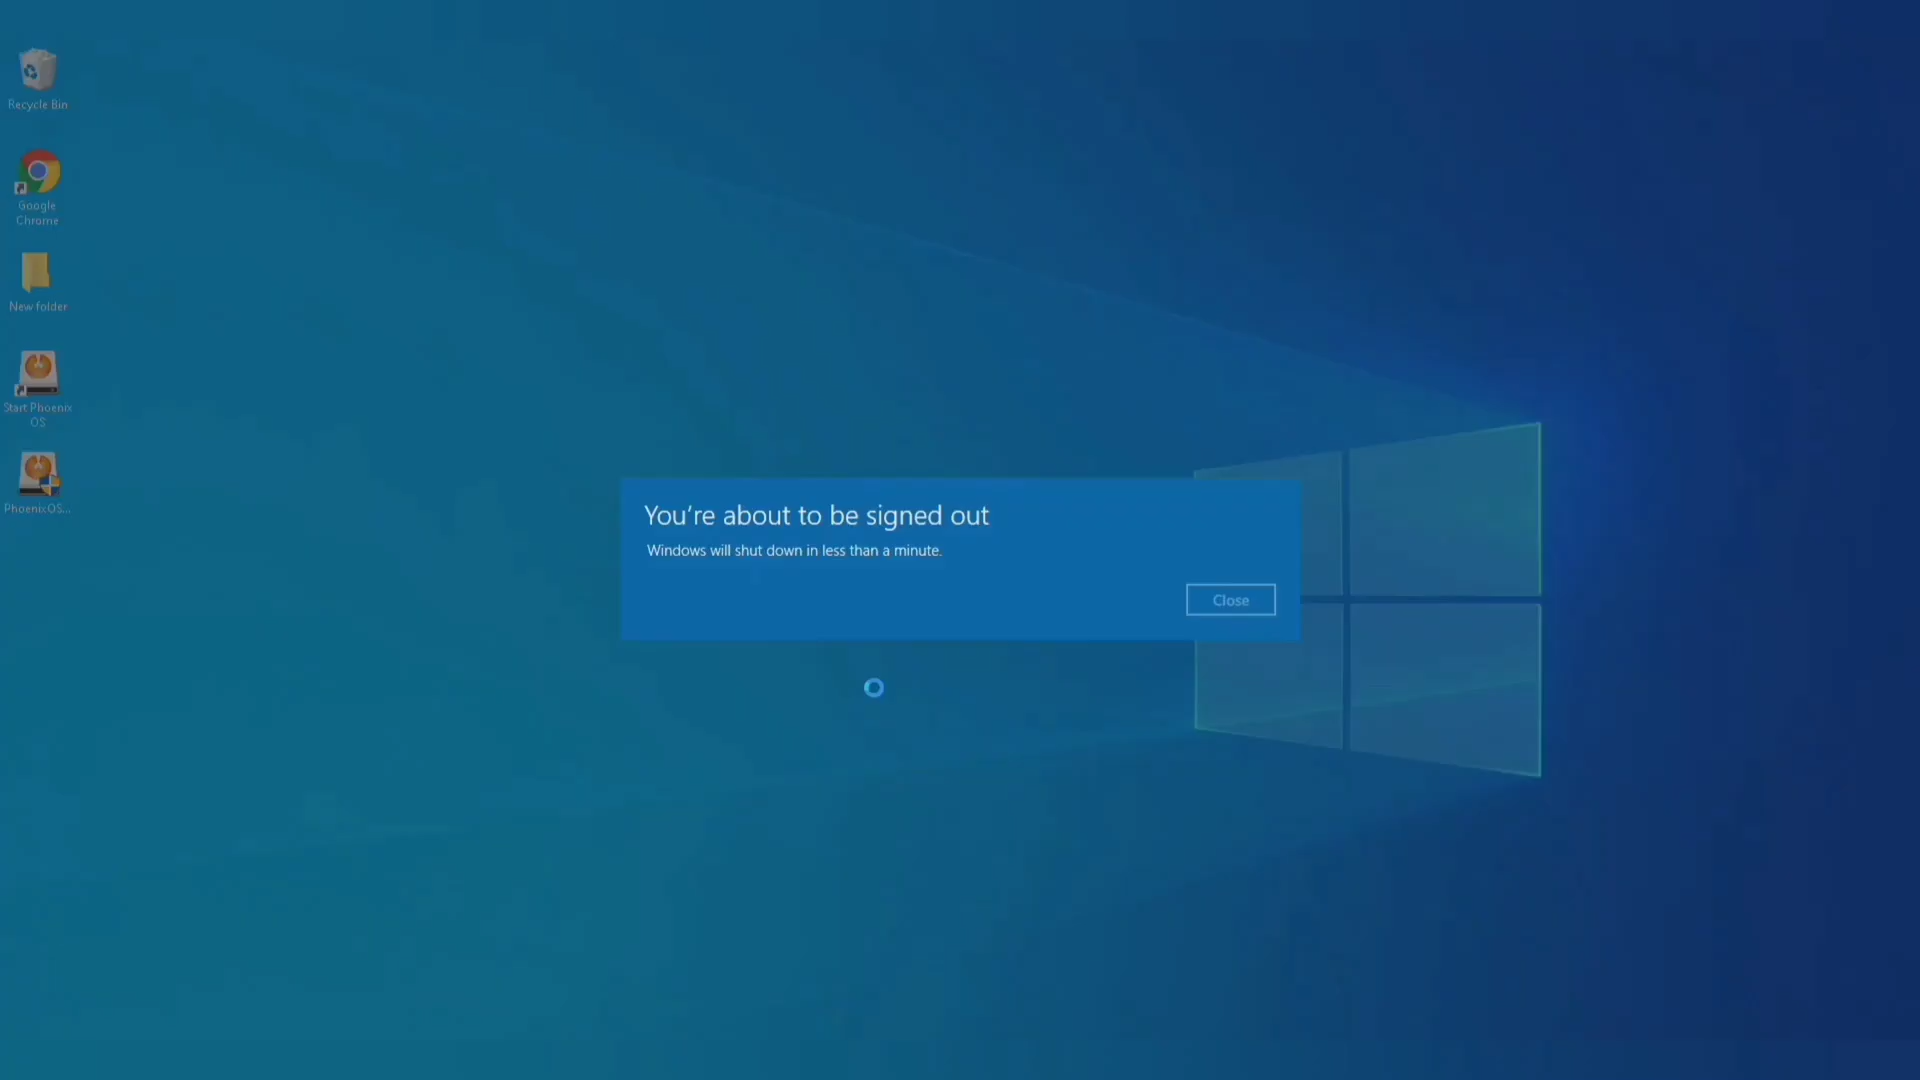 Recycle Bin
Google
Chrome
New folder
Start Phoenix
OS
PhoenixOS...
You're about to be signed out
Windows will shut down in less than a minute.
Close